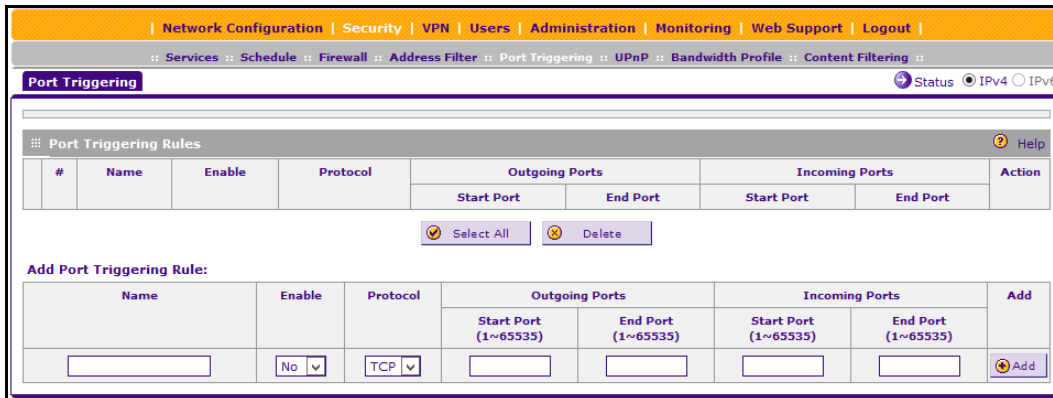 | Network Configuration | Security | VPN | Users | Administration | Monitoring | Web Support | Logout |
:: Services :: Schedule :: Firewall :: Address Filter :: Port Triggering :: UPnP :: Bandwidth Profile :: Content Filtering ::
Port Triggering Status IPv4 IPv6
Port Triggering Rules Help
# Name Enable Protocol Outgoing Ports Incoming Ports Action
Start Port End Port Start Port End Port
Select All Delete
Add Port Triggering Rule:
Name Enable Protocol Outgoing Ports Incoming Ports Add
Start Port End Port Start Port End Port
(1~65535) (1~65535) (1~65535) (1~65535)
No TCP Add